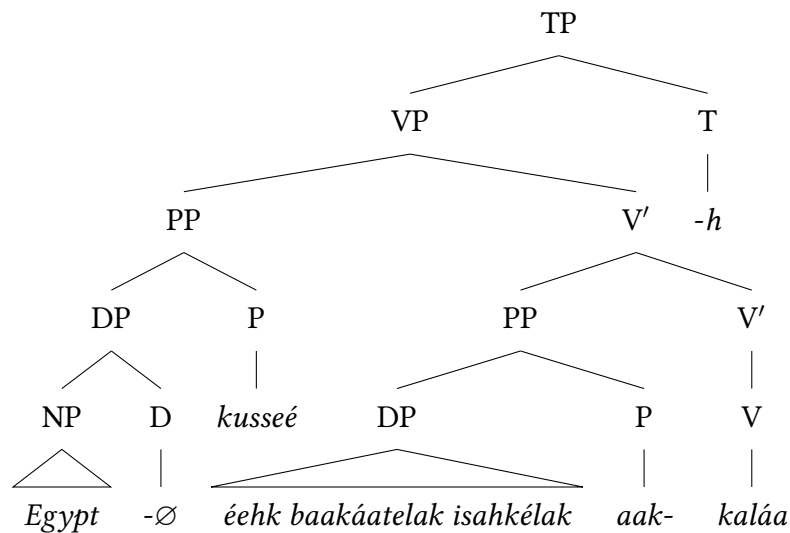 TP
VP T
PP V′ -h
DP P PP V′
NP D kusseé DP P V
Egypt -∅ éehk baakáatelak isahkélak aak- kaláa